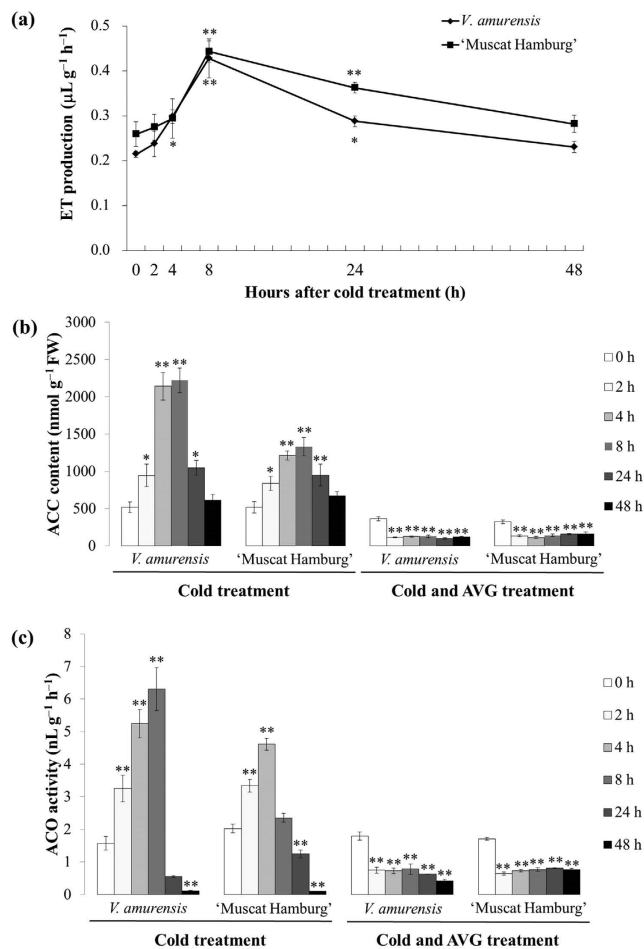 (a)
V. amurensis
'Muscat Hamburg'
ET production (μL g⁻¹ h⁻¹)
0.5
0.4
0.3
0.2
0.1
0.0
**
**
*
**
*
0 2 4 8 24 48
Hours after cold treatment (h)
(b)
ACC content (nmol g⁻¹ FW)
3000
2500
2000
1500
1000
500
0
* ** ** *
* ** ** **
** ** ** ** **
** ** ** ** **
0 h
2 h
4 h
8 h
24 h
48 h
V. amurensis 'Muscat Hamburg' V. amurensis 'Muscat Hamburg'
Cold treatment Cold and AVG treatment
(c)
ACO activity (nL g⁻¹ h⁻¹)
8
7
6
5
4
3
2
1
0
** ** ** **
** ** **
** ** ** ** **
** ** ** ** **
0 h
2 h
4 h
8 h
24 h
48 h
V. amurensis 'Muscat Hamburg' V. amurensis 'Muscat Hamburg'
Cold treatment Cold and AVG treatment